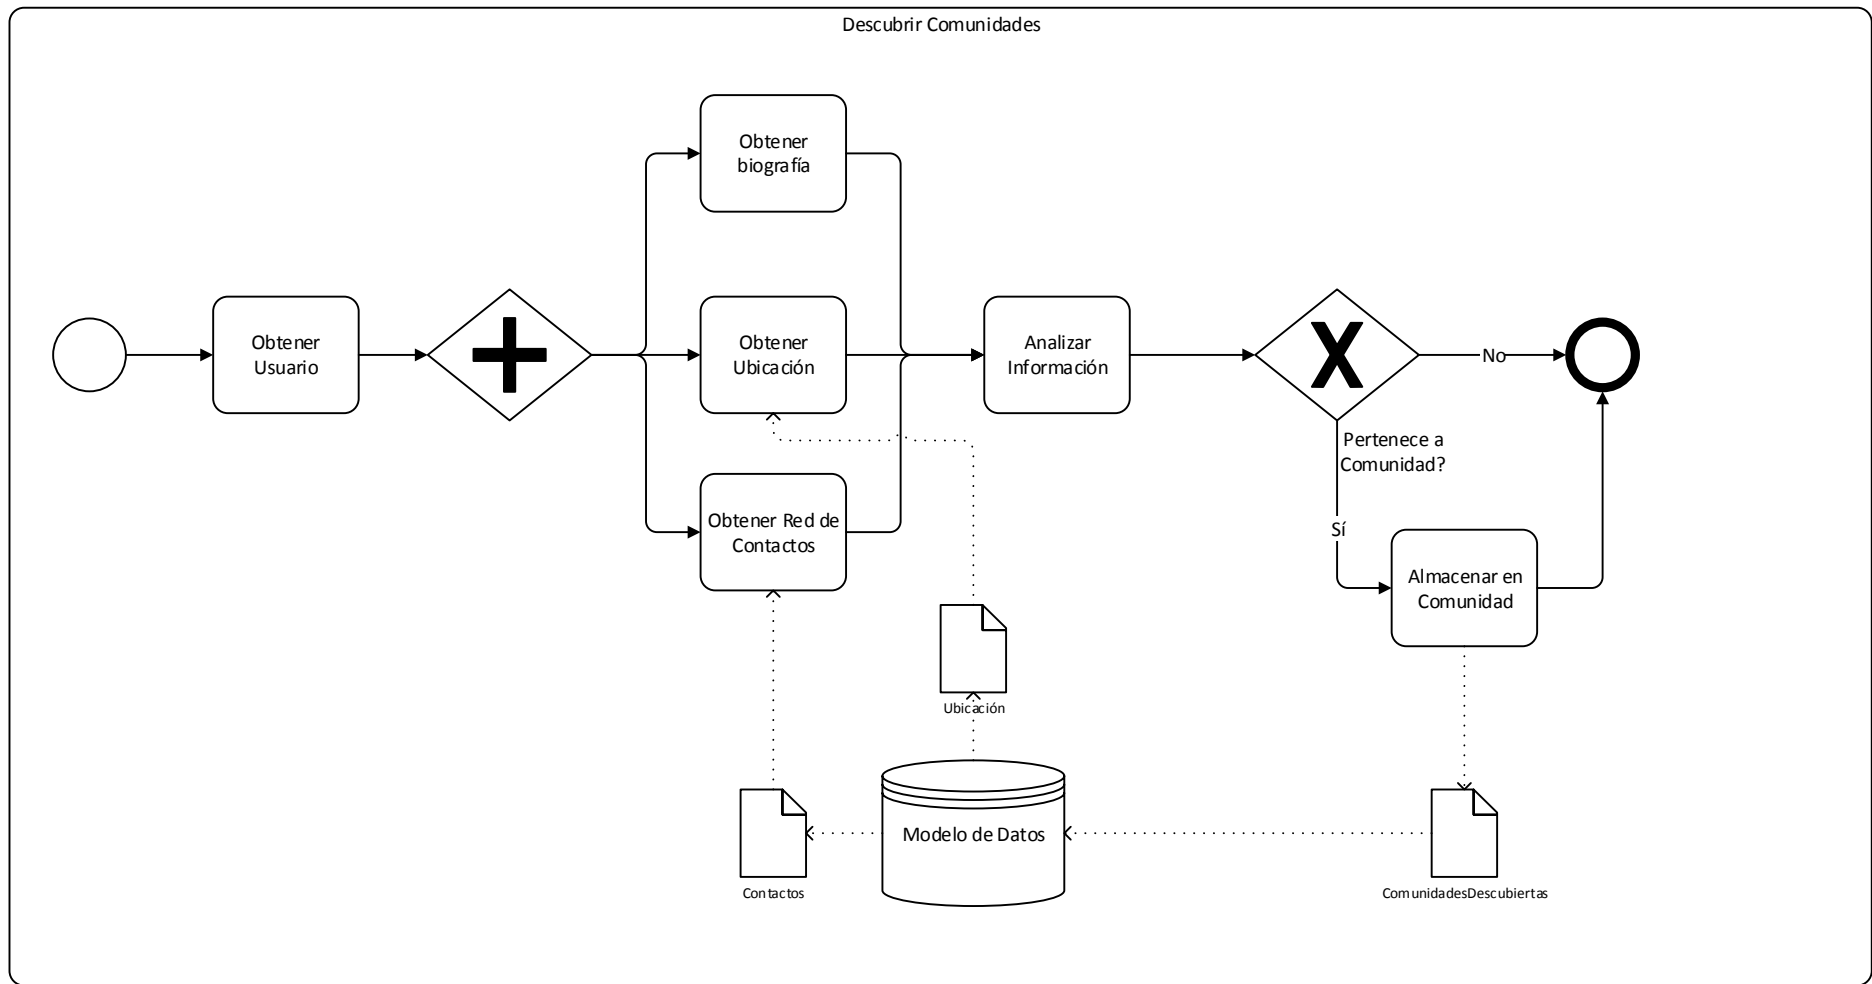 Descubrir Comunidades
Obtener
biografía
Obtener
Usuario
Obtener
Ubicación
Analizar
Información
No
Pertenece a
Comunidad?
Sí
Obtener Red de
Contactos
Almacenar en
Comunidad
Ubicación
Modelo de Datos
Contactos
ComunidadesDescubiertas